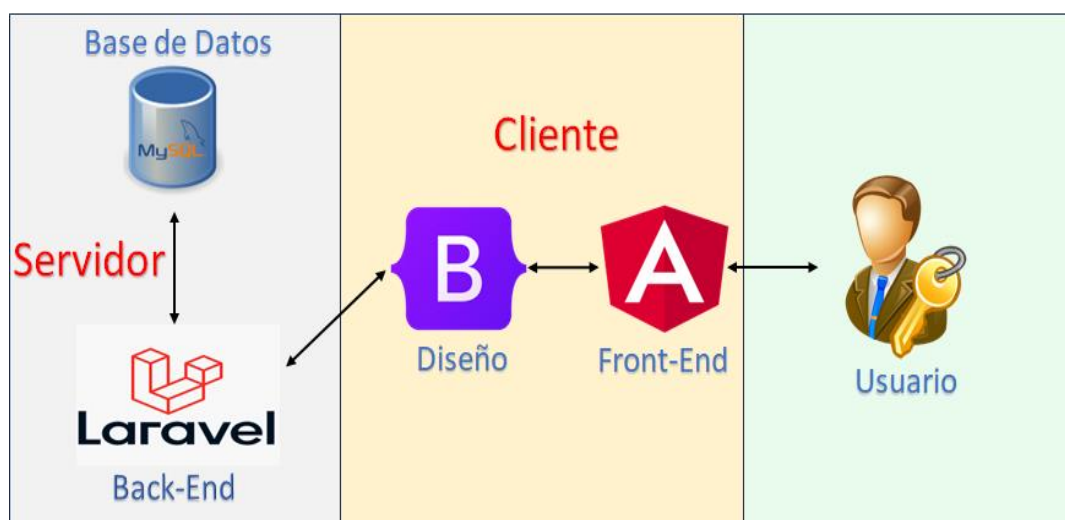 Base de Datos
MySQL
Servidor
Laravel
Back-End
Cliente
B
Diseño
A
Front-End
Usuario